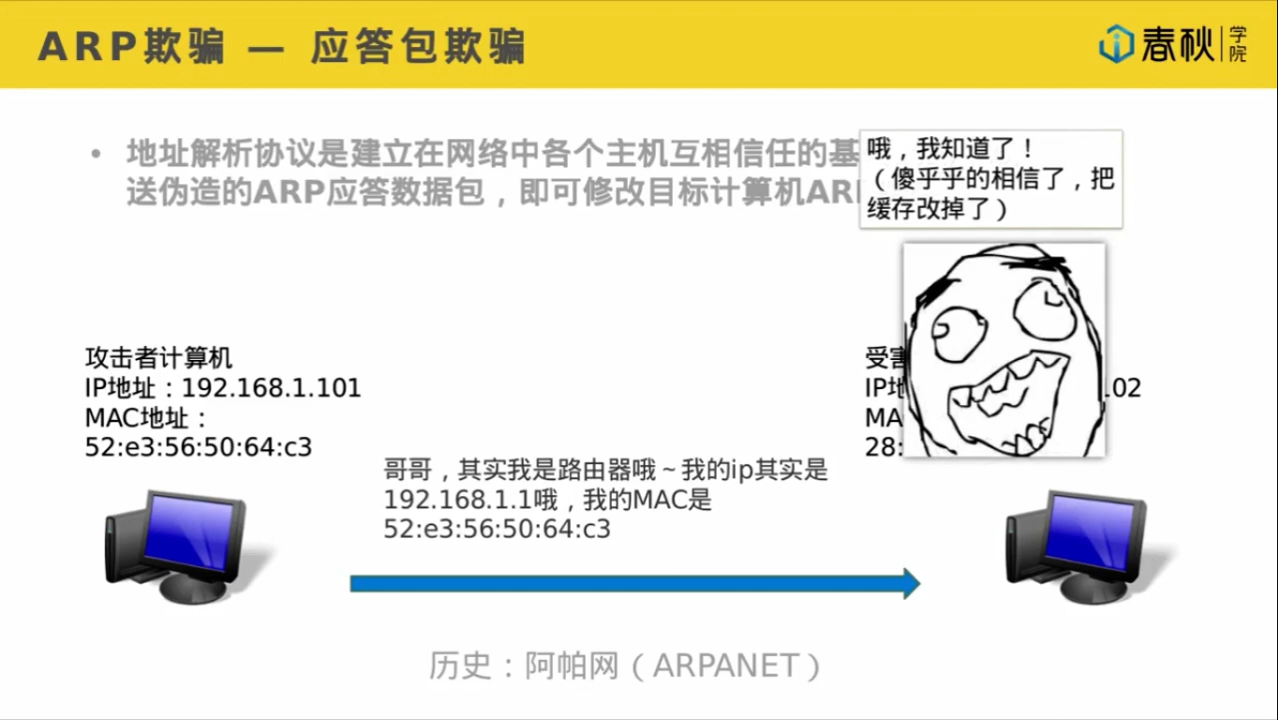 ARP欺骗 — 应答包欺骗
春秋 学院
• 地址解析协议是建立在网络中各个主机互相信任的基
送伪造的ARP应答数据包，即可修改目标计算机AR
哦，我知道了！
（傻乎乎的相信了，把
缓存改掉了）
攻击者计算机
IP地址：192.168.1.101
MAC地址：
52:e3:56:50:64:c3
受害
IP地
.02
MA
28:
哥哥，其实我是路由器哦~我的ip其实是
192.168.1.1哦，我的MAC是
52:e3:56:50:64:c3
历史：阿帕网（ARPANET）